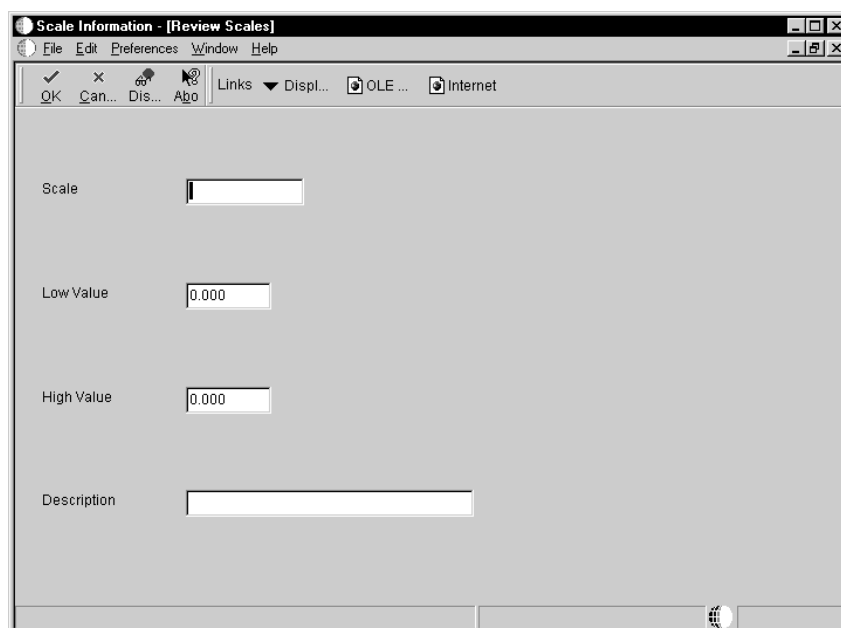 Scale Information - [Review Scales]
File Edit Preferences Window Help
OK Can... Dis... Abo Links Displ... OLE ... Internet
Scale
Low Value 0.000
High Value 0.000
Description